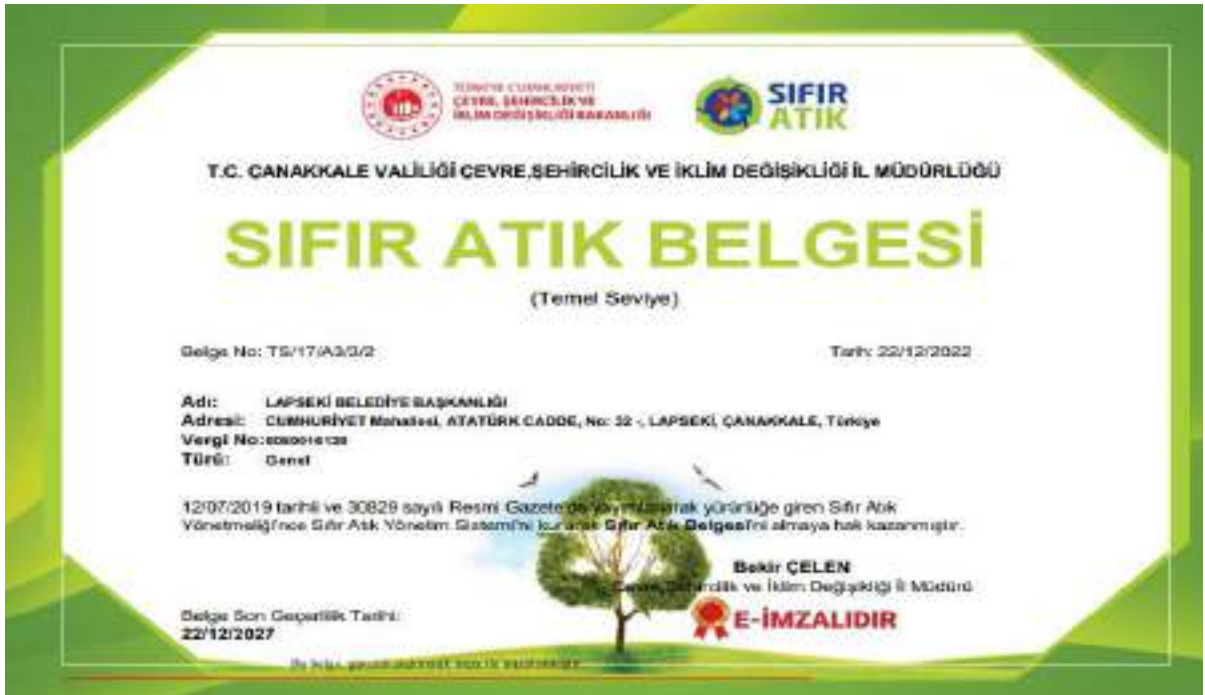 TÜRKİYE CUMHURİYETİ
ÇEVRE, ŞEHİRCİLİK VE
İKLİM DEĞİŞİKLİĞİ BAKANLIĞI
SIFIR
ATIK
T.C. ÇANAKKALE VALİLİĞİ ÇEVRE,ŞEHİRCİLİK VE İKLİM DEĞİŞİKLİĞİ İL MÜDÜRLÜĞÜ
SIFIR ATIK BELGESİ
(Temel Seviye)
Belge No: TS/17/A3/3/2
Tarih: 22/12/2022
Adı: LAPSEKİ BELEDİYE BAŞKANLIĞI
Adresi: CUMHURİYET Mahallesi, ATATÜRK CADDE, No: 32 -, LAPSEKİ, ÇANAKKALE, Türkiye
Vergi No:
Türü: Genel
12/07/2019 tarihli ve 30829 sayılı Resmi Gazete'de yayımlanarak yürürlüğe giren Sıfır Atık
Yönetmeliği'nce Sıfır Atık Yönetim Sistemi'ni kurarak Sıfır Atık Belgesi'ni almaya hak kazanmıştır.
Bekir ÇELEN
Çevre, Şehircilik ve İklim Değişikliği İl Müdürü
E-İMZALIDIR
Belge Son Geçerlilik Tarihi:
22/12/2027